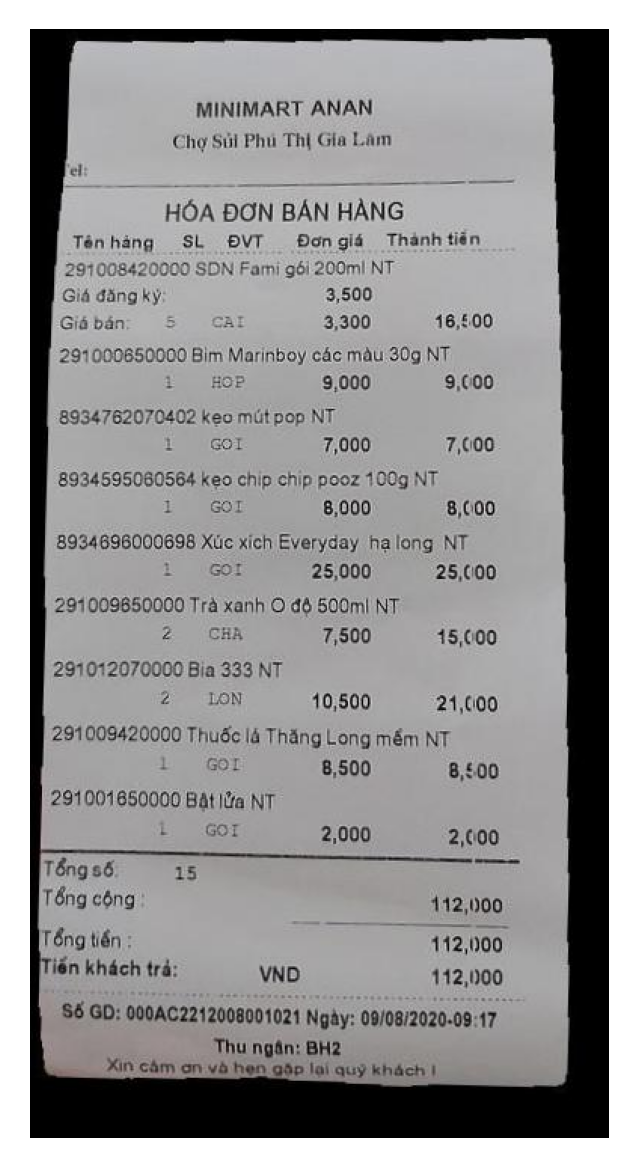 MINIMART ANAN
Chợ Sủi Phú Thị Gia Lâm
Tel:
HÓA ĐƠN BÁN HÀNG
Tên hàng SL ĐVT Đơn giá Thành tiền
291008420000 SDN Fami gói 200ml NT
Giá đăng ký: 3,500
Giá bán: 5 CAI 3,300 16,500
291000650000 Bim Marinboy các màu 30g NT
1 HOP 9,000 9,000
8934762070402 kẹo mút pop NT
1 GOI 7,000 7,000
8934595060564 kẹo chip chip pooz 100g NT
1 GOI 8,000 8,000
8934696000698 Xúc xích Everyday hạ long NT
1 GOI 25,000 25,000
291009650000 Trà xanh O độ 500ml NT
2 CHA 7,500 15,000
291012070000 Bia 333 NT
2 LON 10,500 21,000
291009420000 Thuốc lá Thăng Long mềm NT
1 GOI 8,500 8,500
291001650000 Bật lửa NT
1 GOI 2,000 2,000
Tổng số: 15
Tổng cộng : 112,000
Tổng tiền : 112,000
Tiền khách trả: VND 112,000
Số GD: 000AC2212008001021 Ngày: 09/08/2020-09:17
Thu ngân: BH2
Xin cảm ơn và hẹn gặp lại quý khách !